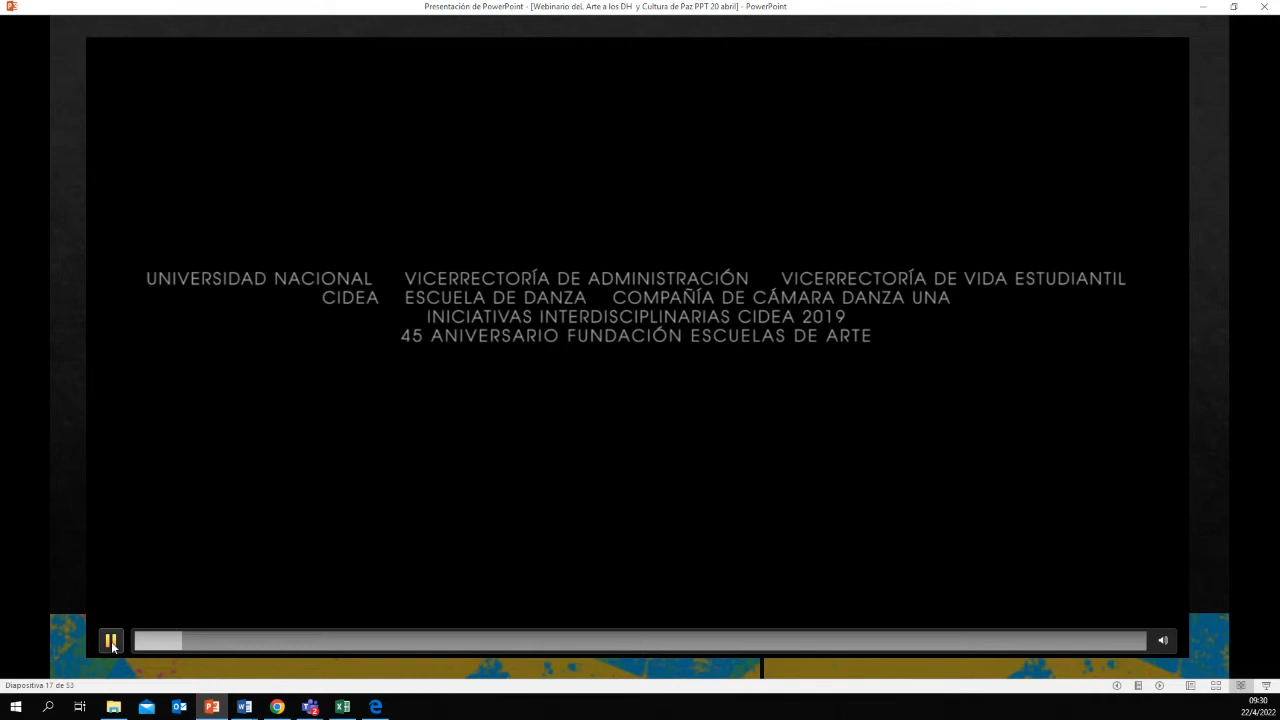 Presentación de PowerPoint - [Webinario deL Arte a los DH y Cultura de Paz PPT 20 abril] - PowerPoint
UNIVERSIDAD NACIONAL VICERRECTORÍA DE ADMINISTRACIÓN VICERRECTORÍA DE VIDA ESTUDIANTIL
CIDEA ESCUELA DE DANZA COMPAÑÍA DE CÁMARA DANZA UNA
INICIATIVAS INTERDISCIPLINARIAS CIDEA 2019
45 ANIVERSARIO FUNDACIÓN ESCUELAS DE ARTE
Diapositiva 17 de 53
09:30
22/4/2022